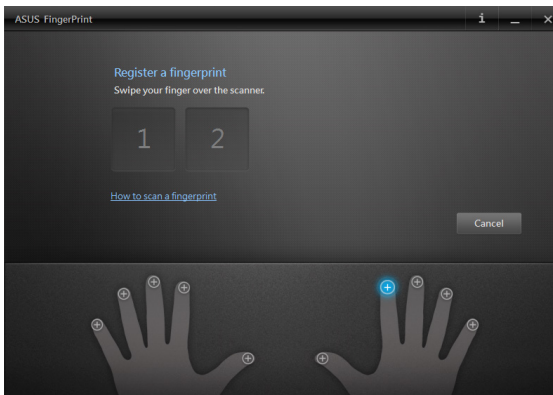 ASUS FingerPrint
Register a fingerprint
Swipe your finger over the scanner.
1 2
How to scan a fingerprint
Cancel